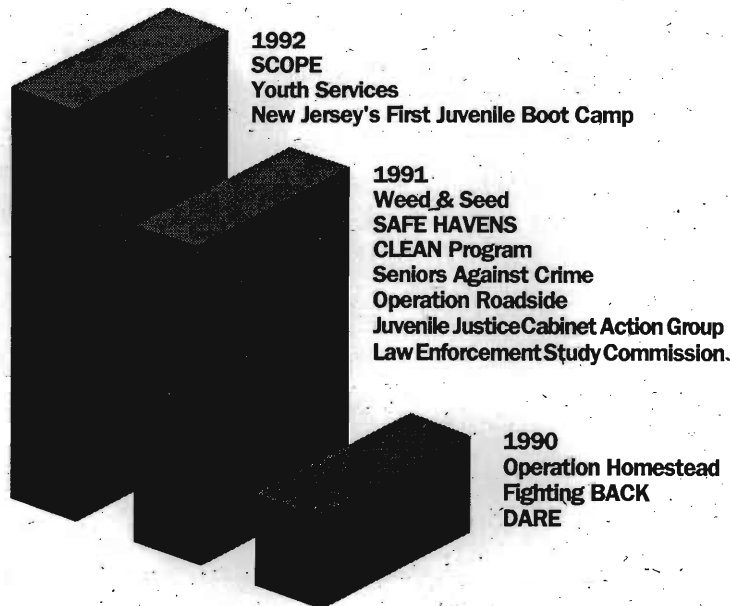 1992
SCOPE
Youth Services
New Jersey's First Juvenile Boot Camp
1991
Weed & Seed
SAFE HAVENS
CLEAN Program
Seniors Against Crime
Operation Roadside
Juvenile Justice Cabinet Action Group
Law Enforcement Study Commission
1990
Operation Homestead
Fighting BACK
DARE